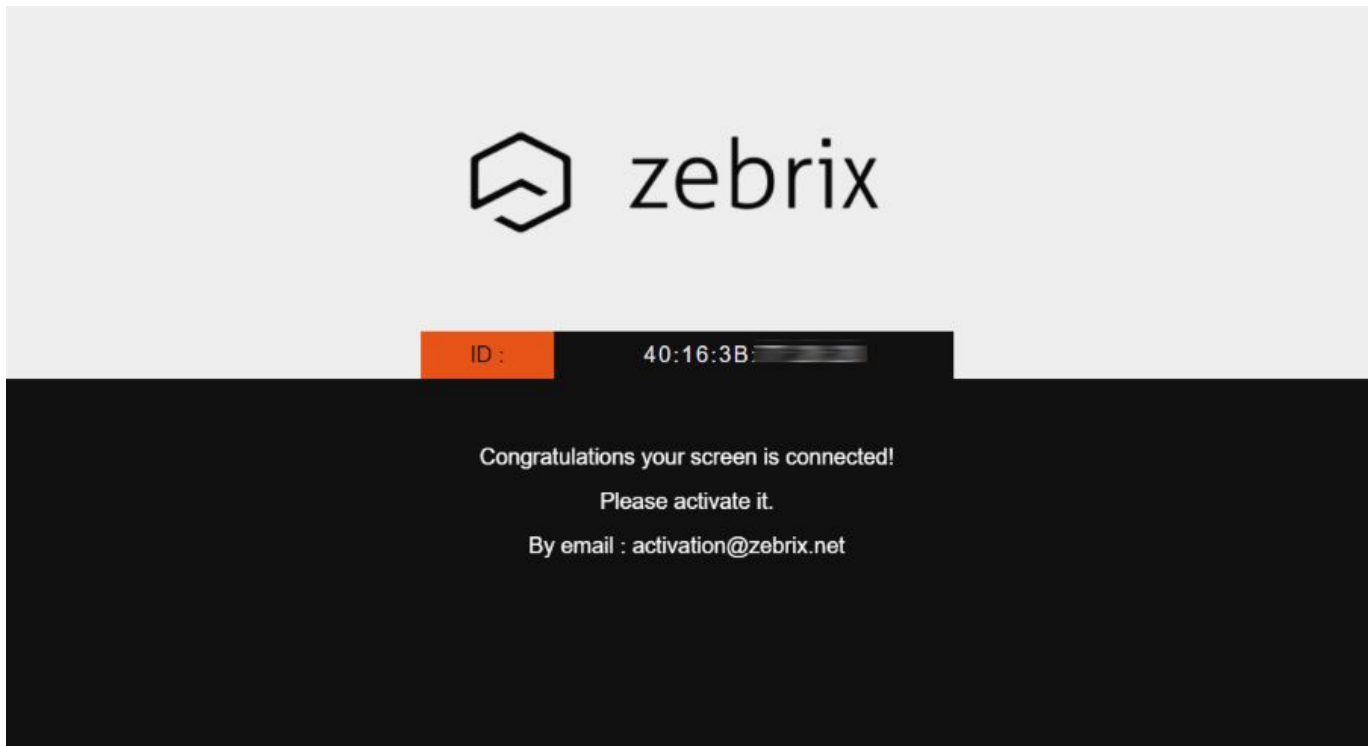 zebrix
ID : 40:16:3B:
Congratulations your screen is connected!
Please activate it.
By email : activation@zebrix.net